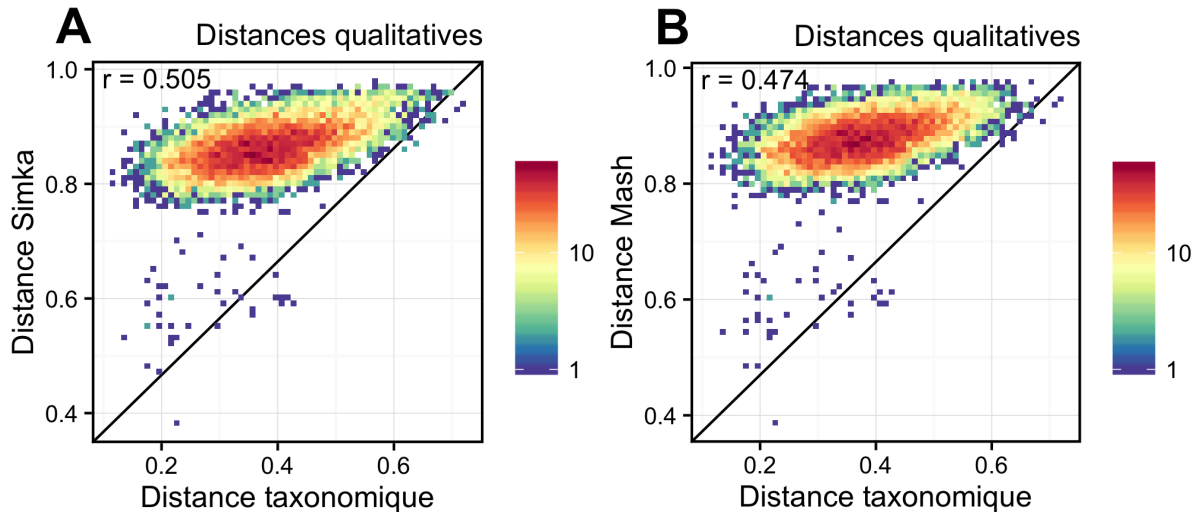 A
Distances qualitatives
r = 0.505
Distance Simka
1.0
0.8
0.6
0.4
0.2
0.4
0.6
Distance taxonomique
10
1
B
Distances qualitatives
r = 0.474
Distance Mash
1.0
0.8
0.6
0.4
0.2
0.4
0.6
Distance taxonomique
10
1